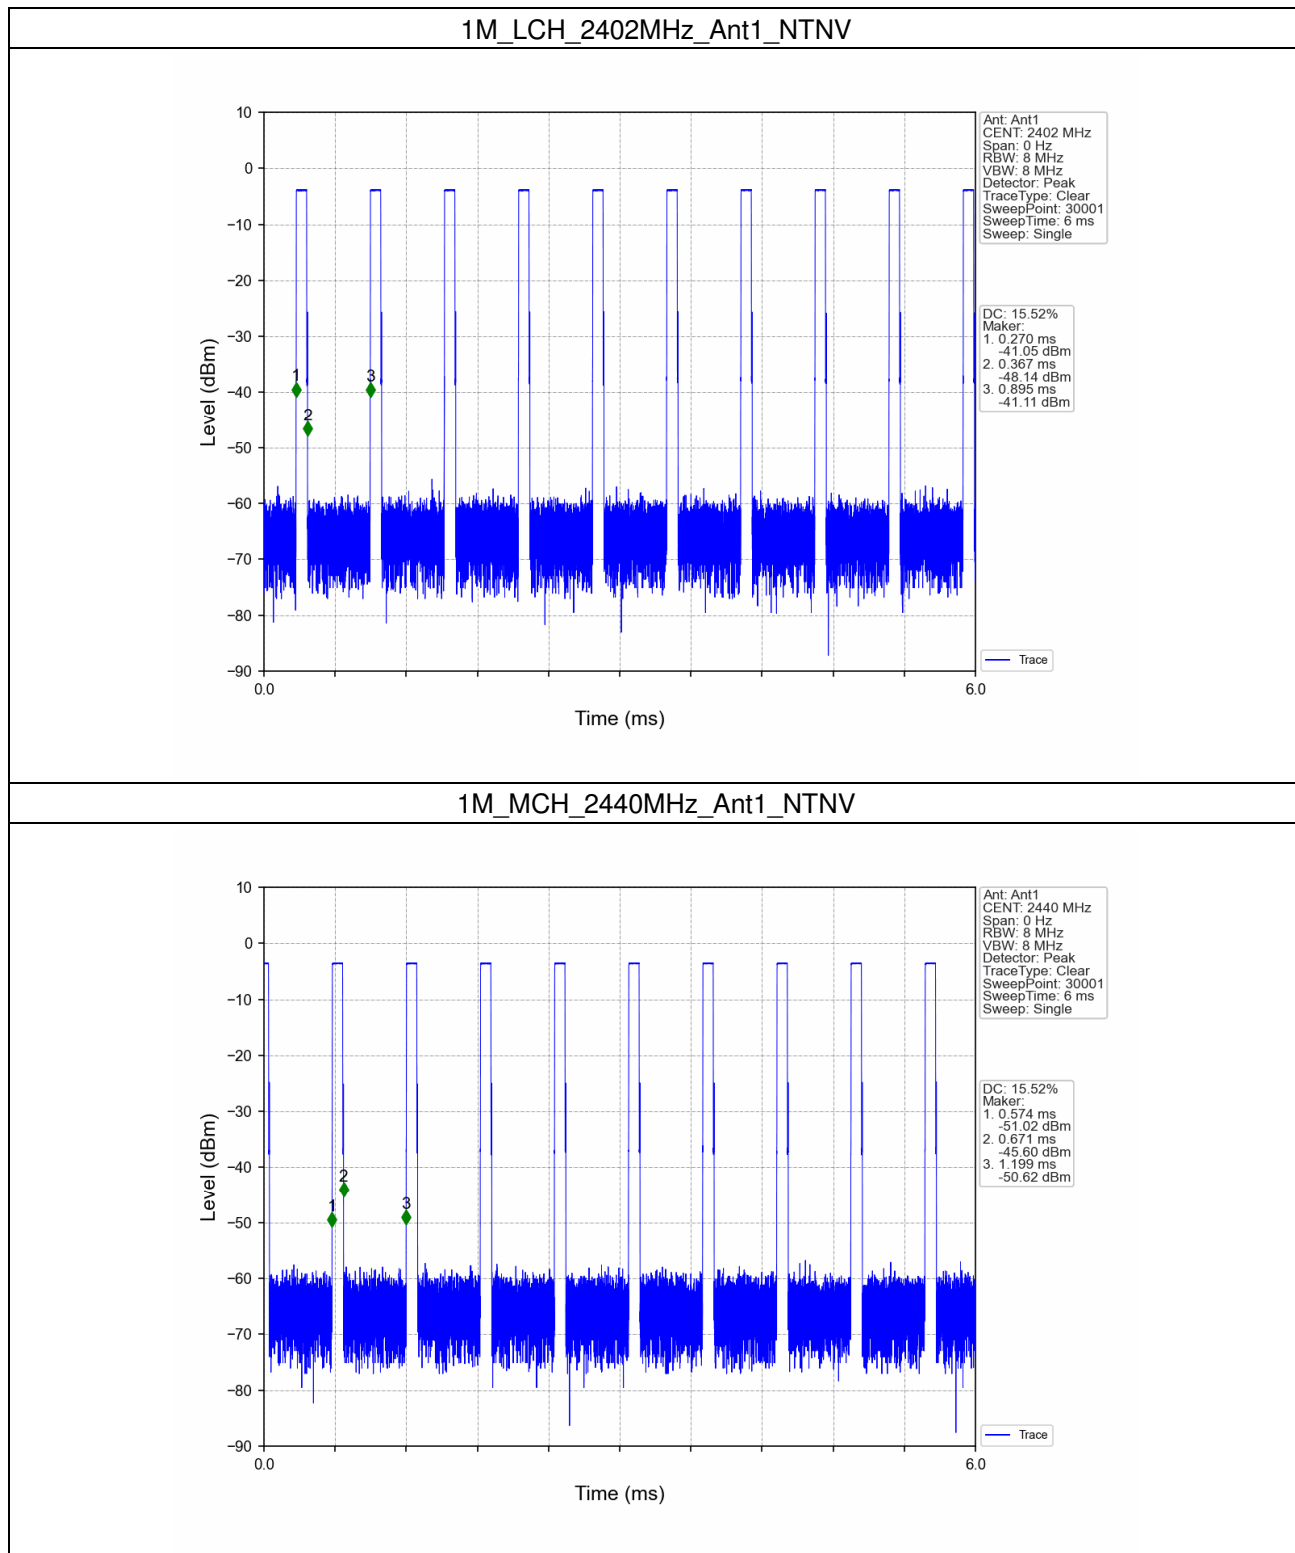 1M_LCH_2402MHz_Ant1_NTNV
10
0
−10
−20
−30
−40
−50
−60
−70
−80
−90
Level (dBm)
1
2
3
0.0
6.0
Time (ms)
Ant: Ant1
CENT: 2402 MHz
Span: 0 Hz
RBW: 8 MHz
VBW: 8 MHz
Detector: Peak
TraceType: Clear
SweepPoint: 30001
SweepTime: 6 ms
Sweep: Single
DC: 15.52%
Maker:
1. 0.270 ms
-41.05 dBm
2. 0.367 ms
-48.14 dBm
3. 0.895 ms
-41.11 dBm
Trace
1M_MCH_2440MHz_Ant1_NTNV
10
0
−10
−20
−30
−40
−50
−60
−70
−80
−90
Level (dBm)
1
2
3
0.0
6.0
Time (ms)
Ant: Ant1
CENT: 2440 MHz
Span: 0 Hz
RBW: 8 MHz
VBW: 8 MHz
Detector: Peak
TraceType: Clear
SweepPoint: 30001
SweepTime: 6 ms
Sweep: Single
DC: 15.52%
Maker:
1. 0.574 ms
-51.02 dBm
2. 0.671 ms
-45.60 dBm
3. 1.199 ms
-50.62 dBm
Trace